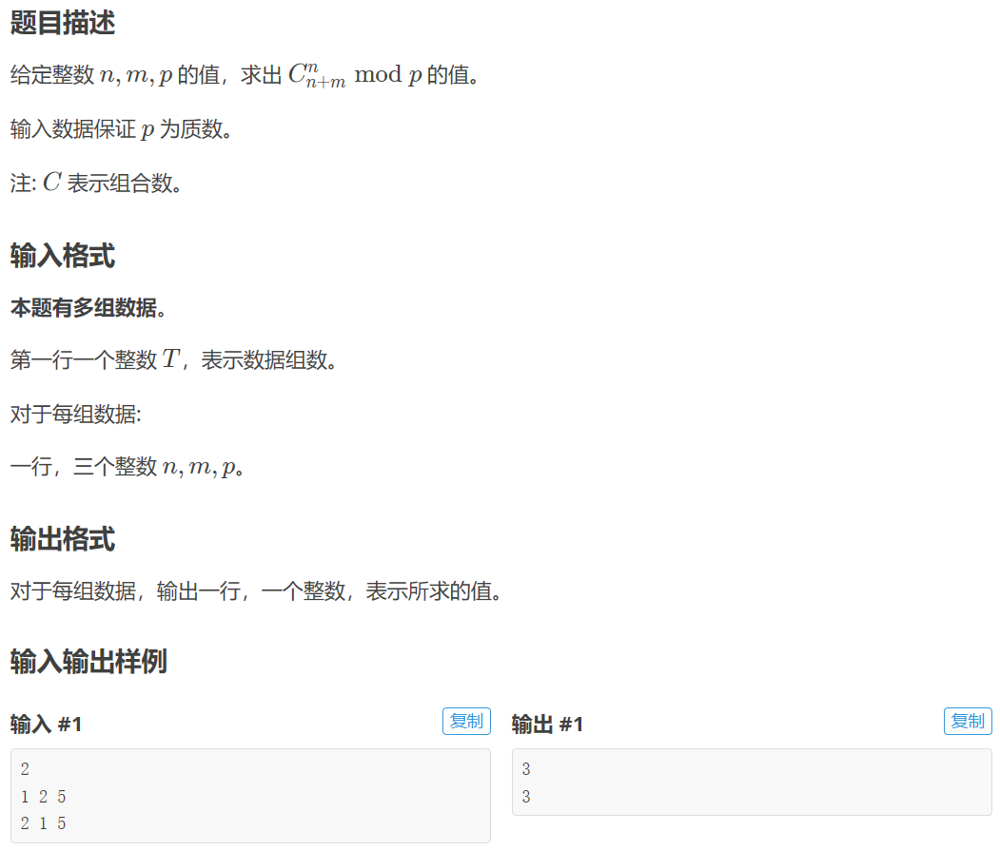 题目描述
给定整数 n, m, p 的值，求出 C_{n+m}^{n} mod p 的值。
输入数据保证 p 为质数。
注: C 表示组合数。
输入格式
本题有多组数据。
第一行一个整数 T，表示数据组数。
对于每组数据:
一行，三个整数 n, m, p。
输出格式
对于每组数据，输出一行，一个整数，表示所求的值。
输入输出样例
输入 #1
复制
2
1 2 5
2 1 5
输出 #1
复制
3
3